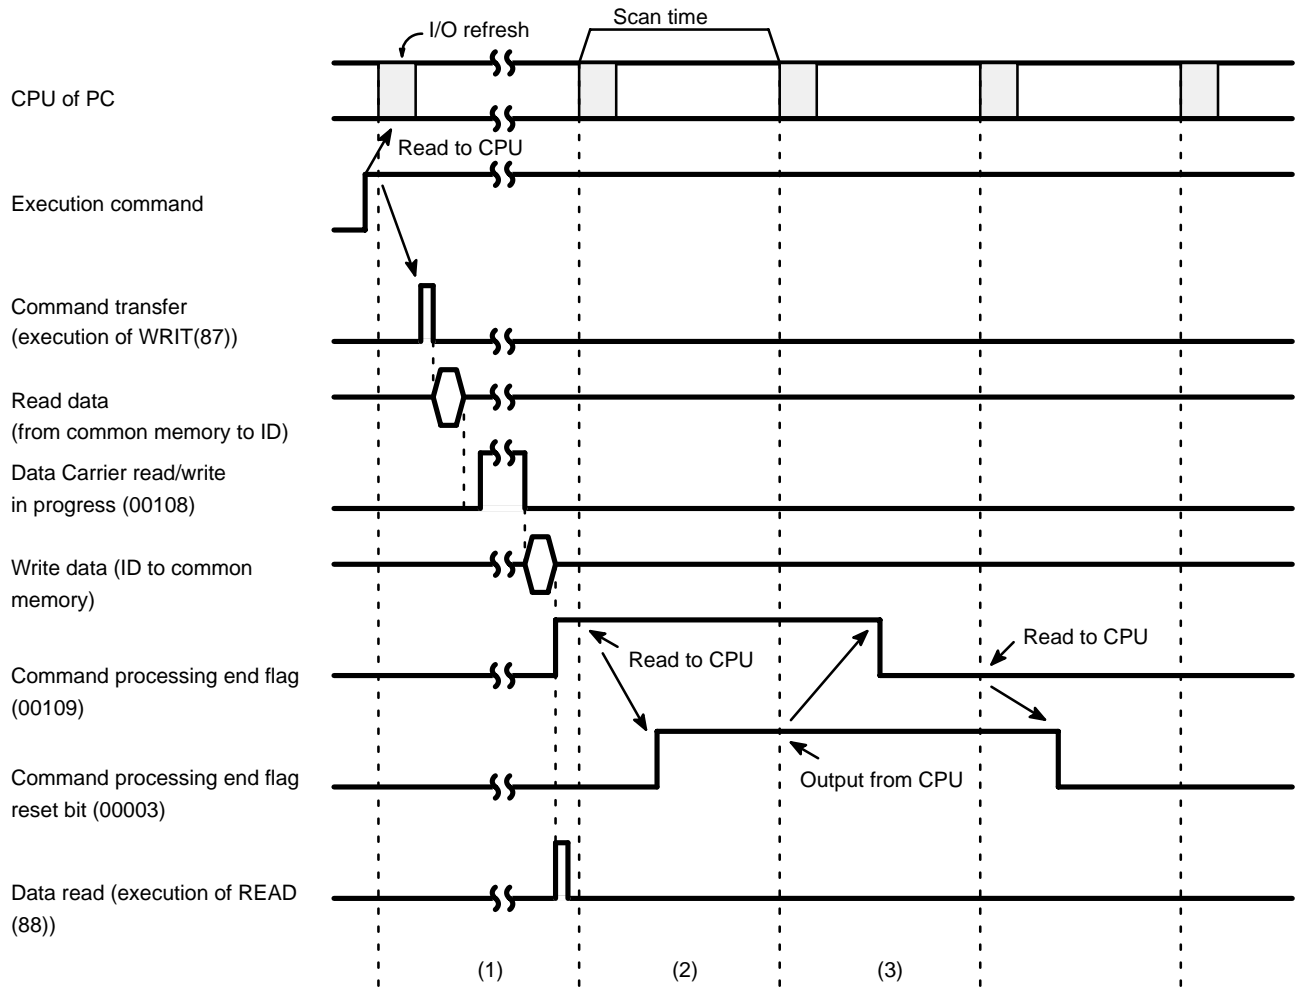 Scan time
I/O refresh
CPU of PC
Read to CPU
Execution command
Command transfer
(execution of WRIT(87))
Read data
(from common memory to ID)
Data Carrier read/write
in progress (00108)
Write data (ID to common
memory)
Read to CPU
Read to CPU
Command processing end flag
(00109)
Output from CPU
Command processing end flag
reset bit (00003)
Data read (execution of READ
(88))
(1)
(2)
(3)